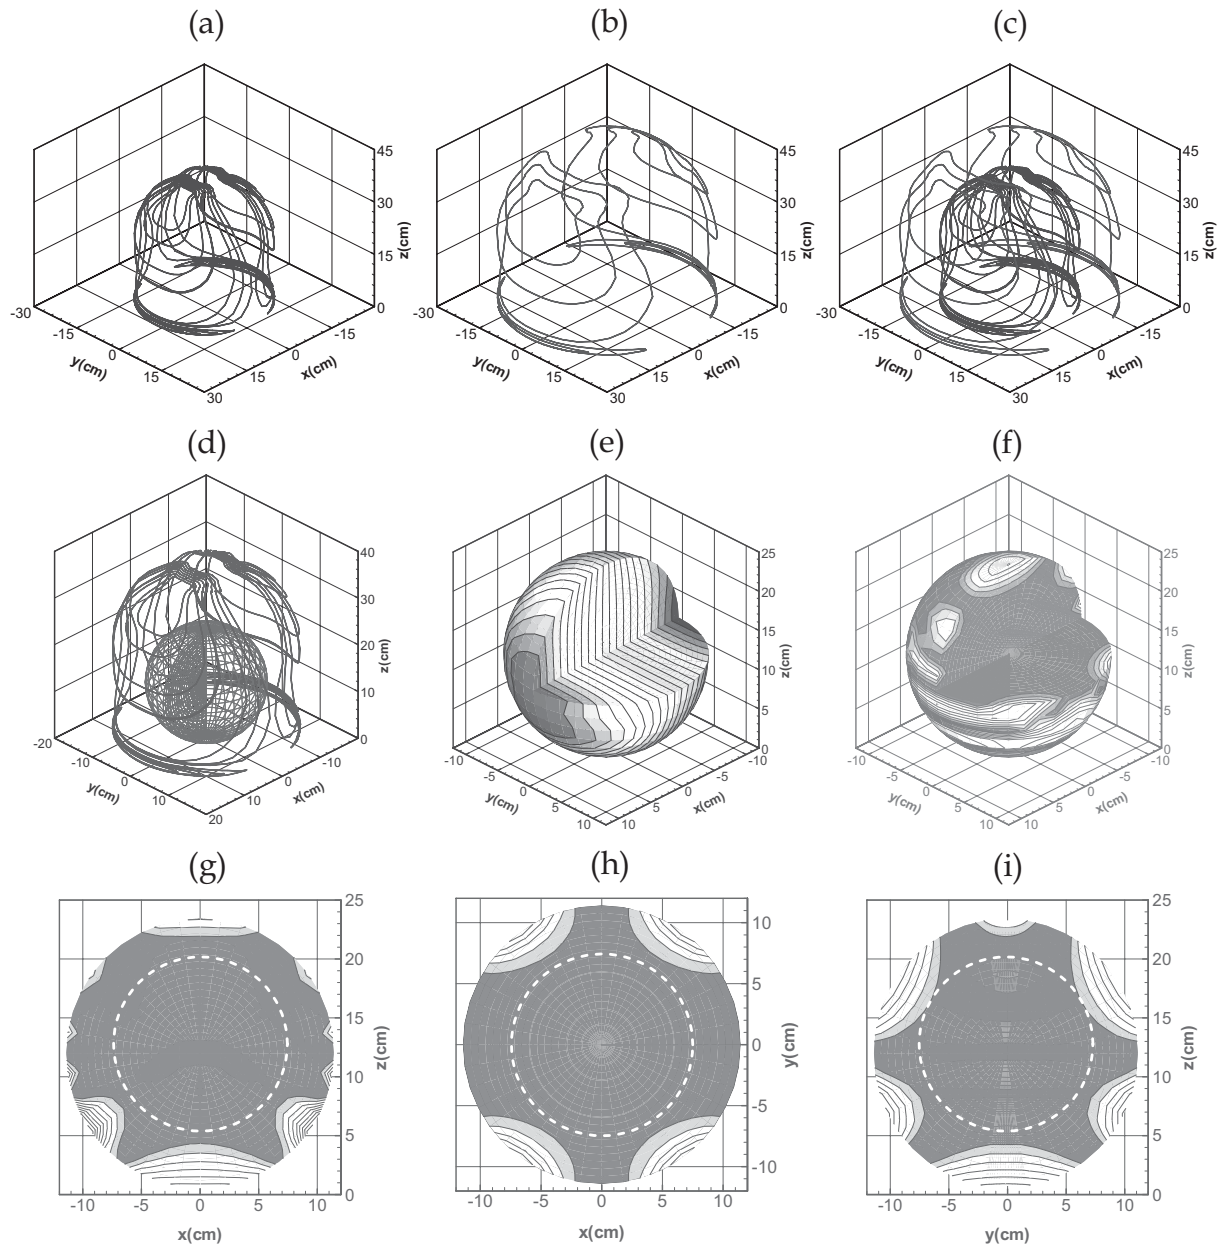 (a) (b) (c)
45 45 45
30 30 30
15 15 15
z(cm) z(cm) z(cm)
0 0 0
-30 -30 -30
-15 -15 -15 -15 -15 -15
0 0 0 0 0 0
y(cm) x(cm) y(cm) x(cm) y(cm) x(cm)
15 15 15 15 15 15
30 30 30
(d) (e) (f)
40 25 25
30 20 20
20 15 15
z(cm) z(cm) z(cm)
10 10 10
5 5
0 0 0
-20 -10 -10 -10 -10
-10 -10 -5 -5 -5 -5
0 0 0 0 0 0
y(cm) x(cm) y(cm) x(cm) y(cm) x(cm)
10 10 5 5 5 5
20 10 10 10 10
(g) (h) (i)
25 10 25
20 5 20
15 0 15
z(cm) y(cm) z(cm)
10 -5 10
5 -10 5
0 0
-10 -5 0 5 10 -10 -5 0 5 10 -10 -5 0 5 10
x(cm) x(cm) y(cm)